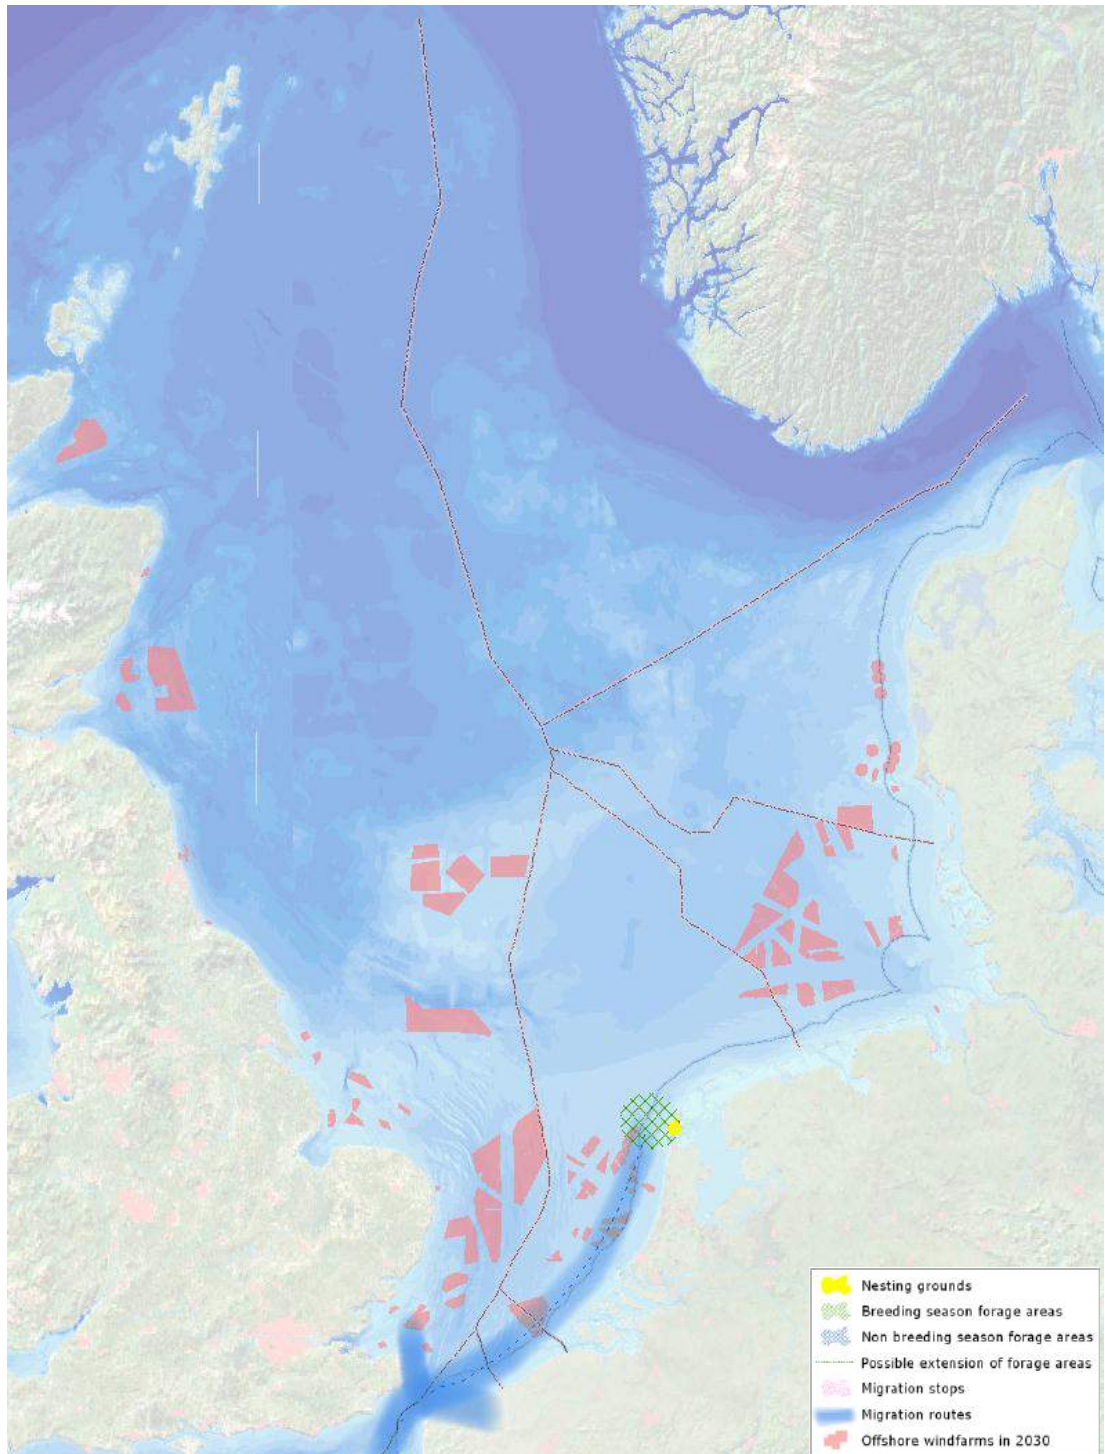 Nesting grounds
Breeding season forage areas
Non breeding season forage areas
Possible extension of forage areas
Migration stops
Migration routes
Offshore windfarms in 2030